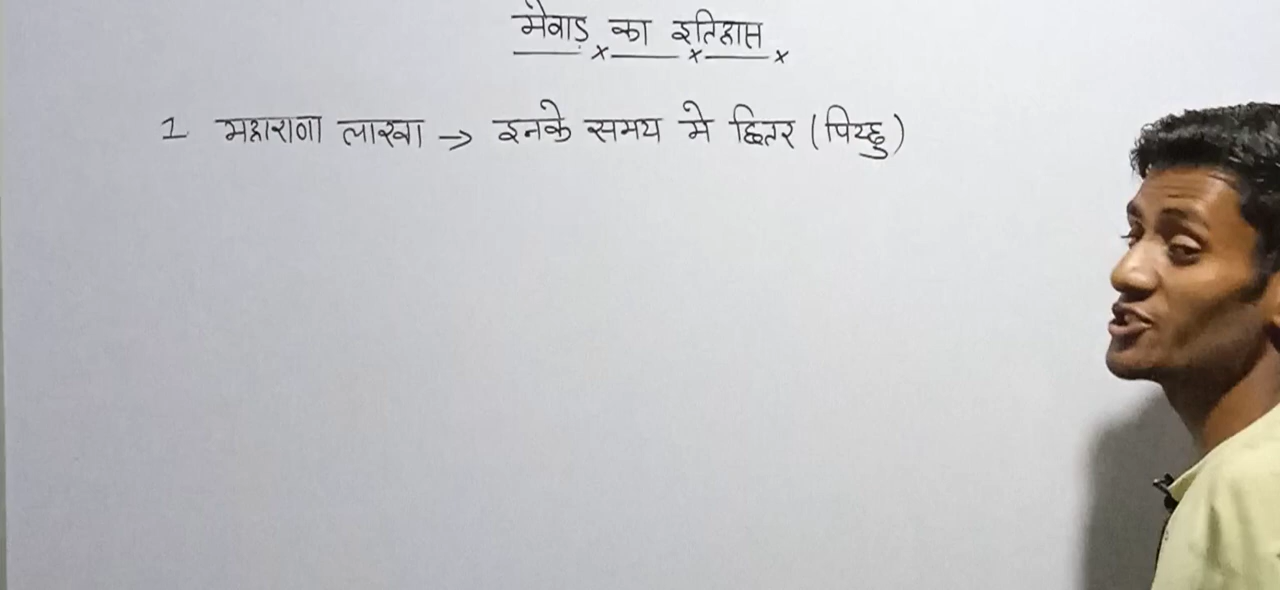 मेवाड़ का इतिहास
1 महाराणा लाखा → इनके समय मे छितर (पिच्छु)